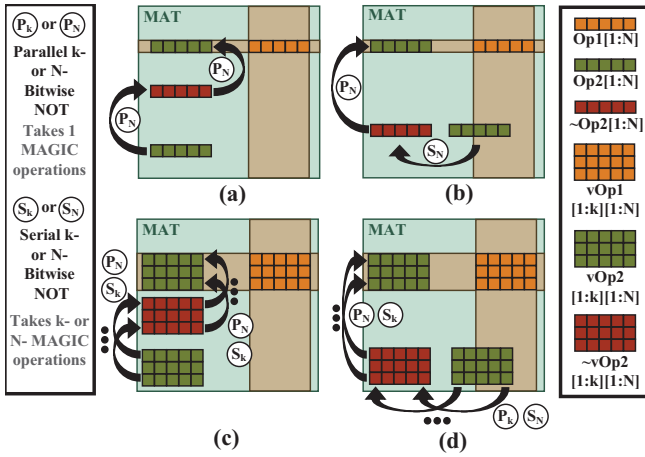 Pk or PN
Parallel k-
or N-
Bitwise
NOT
Takes 1
MAGIC
operations
Sk or SN
Serial k-
or N-
Bitwise
NOT
Takes k- or
N- MAGIC
operations
MAT
PN
PN
(a)
MAT
PN
SN
(b)
MAT
PN
Sk
PN
Sk
(c)
MAT
PN Sk
Pk SN
(d)
Op1[1:N]
Op2[1:N]
~Op2[1:N]
vOp1
[1:k][1:N]
vOp2
[1:k][1:N]
~vOp2
[1:k][1:N]